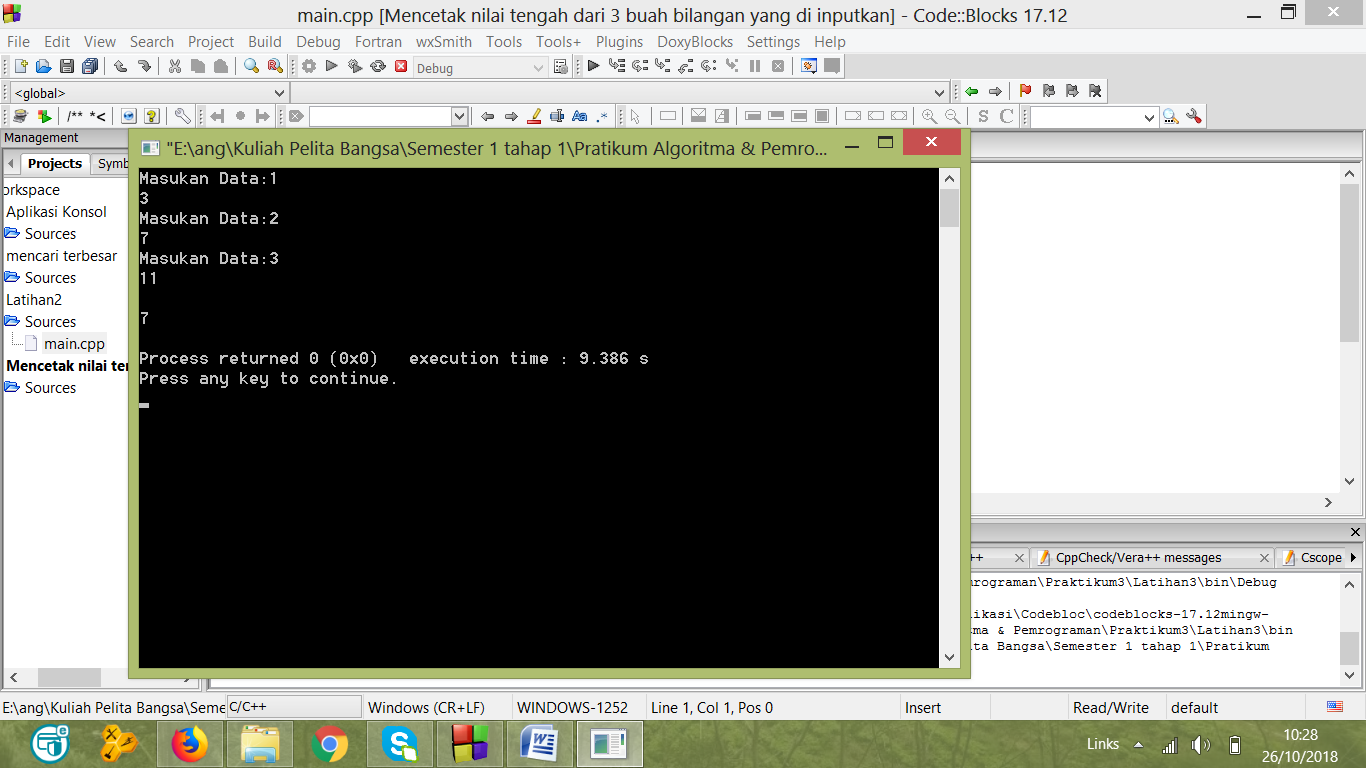 main.cpp [Mencetak nilai tengah dari 3 buah bilangan yang di inputkan] - Code::Blocks 17.12
File Edit View Search Project Build Debug Fortran wxSmith Tools Tools+ Plugins DoxyBlocks Settings Help
Debug
<global>
/** *<
Aa .*
S C
Management
Projects Symb
orkspace
Aplikasi Konsol
Sources
mencari terbesar
Sources
Latihan2
Sources
main.cpp
Mencetak nilai te
Sources
"E:\ang\Kuliah Pelita Bangsa\Semester 1 tahap 1\Pratikum Algoritma & Pemro...
Masukan Data:1
3
Masukan Data:2
7
Masukan Data:3
11
7
Process returned 0 (0x0)   execution time : 9.386 s
Press any key to continue.
++ CppCheck/Vera++ messages Cscope
rograman\Praktikum3\Latihan3\bin\Debug
ikasi\Codebloc\codeblocks-17.12mingw-
ma & Pemrograman\Praktikum3\Latihan3\bin
ta Bangsa\Semester 1 tahap 1\Pratikum
E:\ang\Kuliah Pelita Bangsa\Seme C/C++ Windows (CR+LF) WINDOWS-1252 Line 1, Col 1, Pos 0 Insert Read/Write default
Links
10:28
26/10/2018